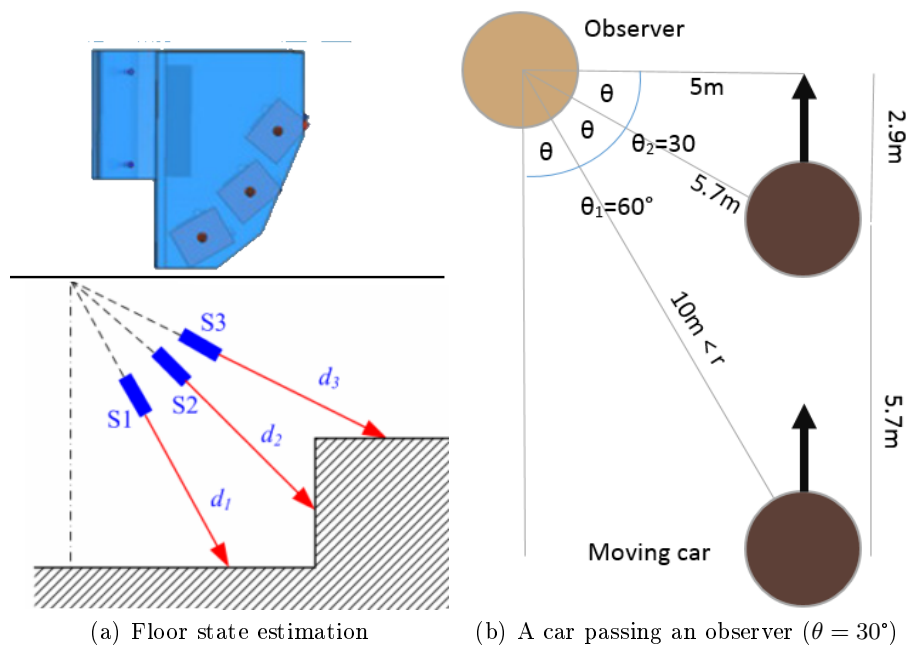 S3
S1
S2
d3
d2
d1
(a) Floor state estimation
Observer
θ
5m
θ
θ
θ2=30
5.7m
θ1=60°
10m < r
2.9m
5.7m
Moving car
(b) A car passing an observer (θ = 30°)